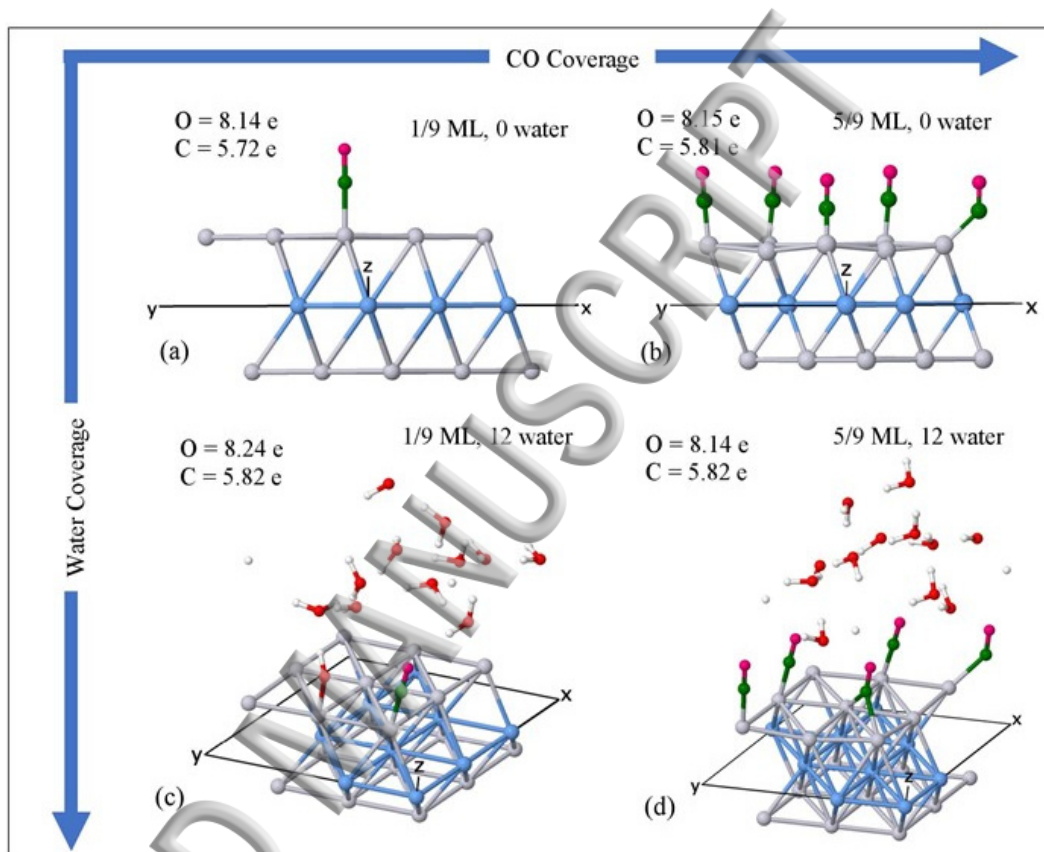 CO Coverage
O = 8.14 e
C = 5.72 e
1/9 ML, 0 water
O = 8.15 e
C = 5.81 e
5/9 ML, 0 water
z
y
x
(a)
z
y
x
(b)
Water Coverage
O = 8.24 e
C = 5.82 e
1/9 ML, 12 water
O = 8.14 e
C = 5.82 e
5/9 ML, 12 water
x
y
z
(c)
x
y
z
(d)
D MANUSCRIPT